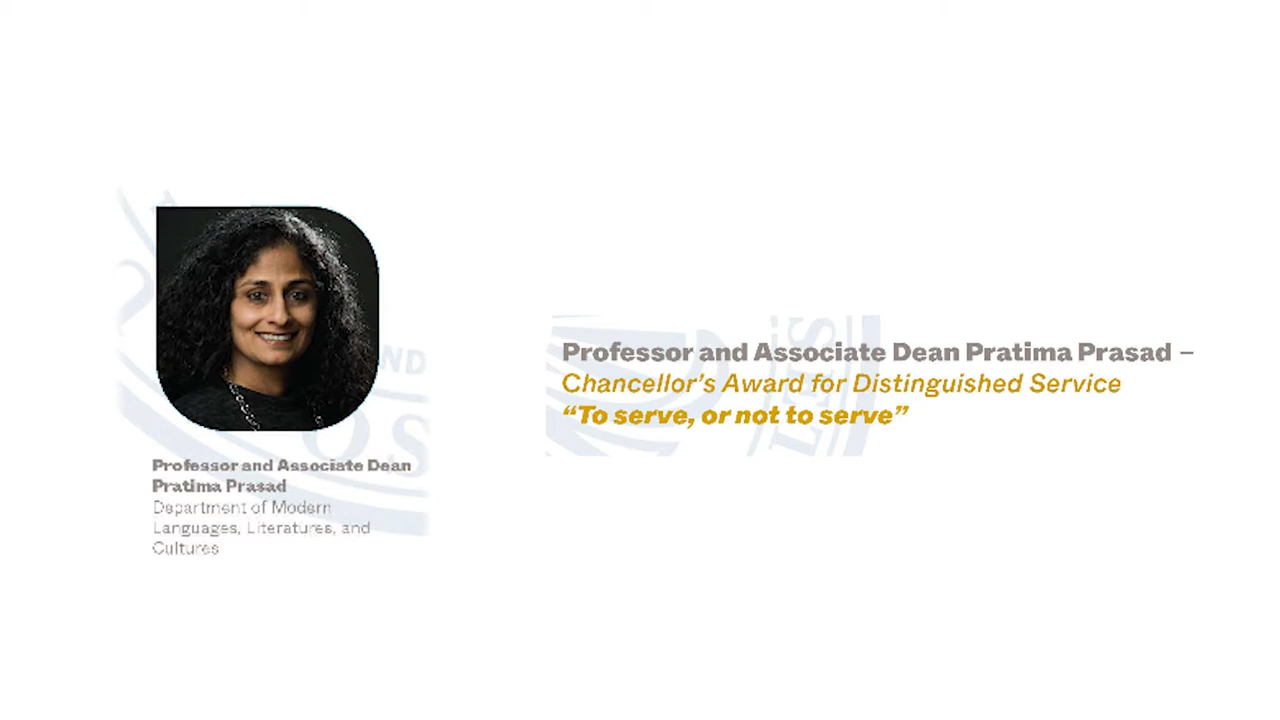 Professor and Associate Dean
Pratima Prasad
Department of Modern
Languages, Literatures, and
Cultures
Professor and Associate Dean Pratima Prasad –
Chancellor’s Award for Distinguished Service
“To serve, or not to serve”